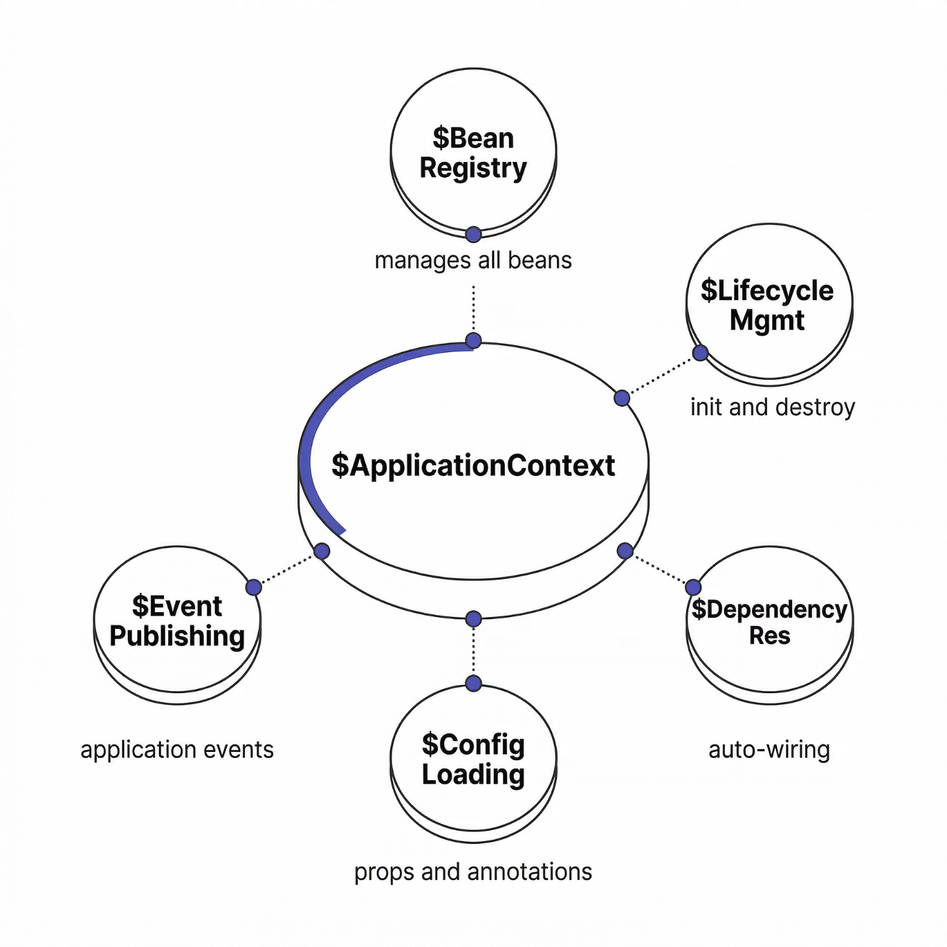 $Bean
Registry
manages all beans
$Lifecycle
Mgmt
init and destroy
$ApplicationContext
$Event
Publishing
application events
$Dependency
Res
auto-wiring
$Config
Loading
props and annotations